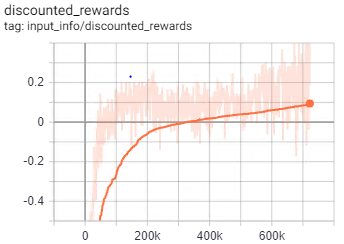 discounted_rewards
tag: input_info/discounted_rewards
0.2
0
-0.2
-0.4
0 200k 400k 600k